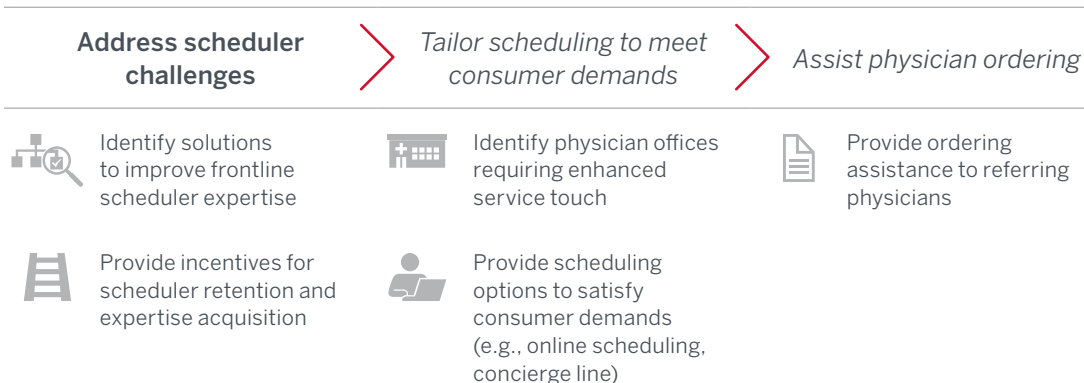 Address scheduler
challenges
Tailor scheduling to meet
consumer demands
Assist physician ordering
Identify solutions
to improve frontline
scheduler expertise
Provide incentives for
scheduler retention and
expertise acquisition
Identify physician offices
requiring enhanced
service touch
Provide scheduling
options to satisfy
consumer demands
(e.g., online scheduling,
concierge line)
Provide ordering
assistance to referring
physicians